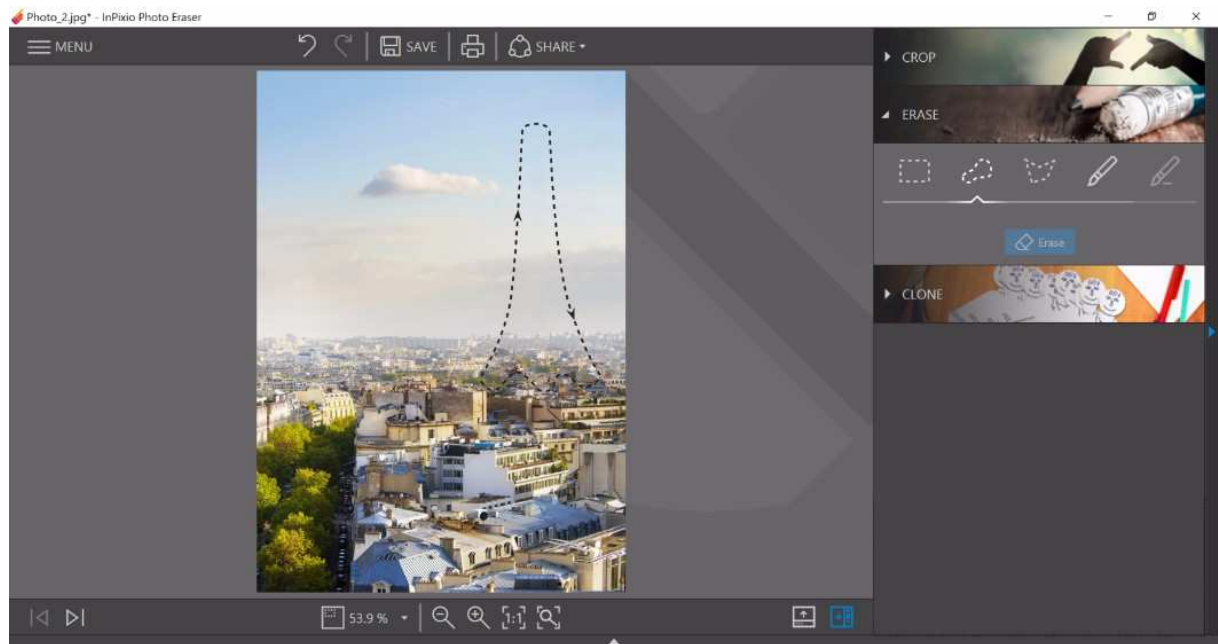 Photo_2.jpg* - InPixio Photo Eraser
MENU
SAVE
SHARE
CROP
ERASE
Erase
CLONE
53.9 %
[1:1]